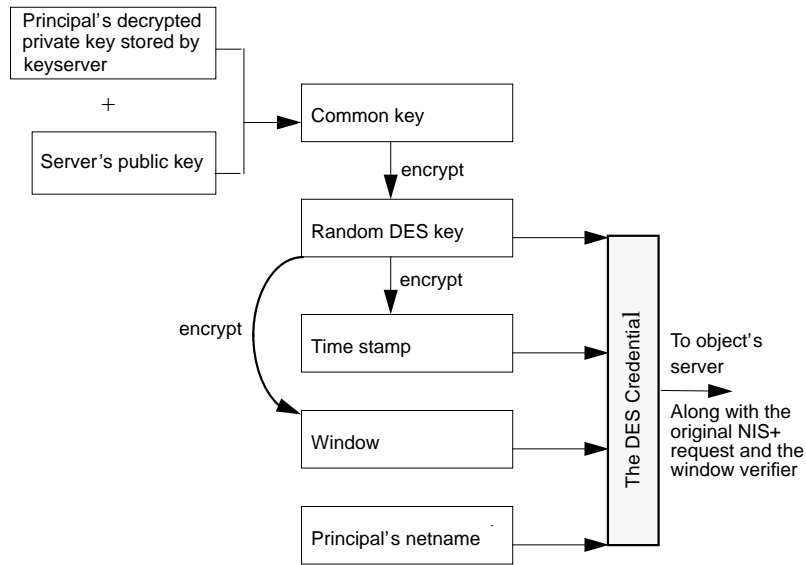 Principal's decrypted
private key stored by
keyserver
+
Server's public key
Common key
encrypt
Random DES key
encrypt
encrypt
Time stamp
Window
Principal's netname
The DES Credential
To object's
server
Along with the
original NIS+
request and the
window verifier